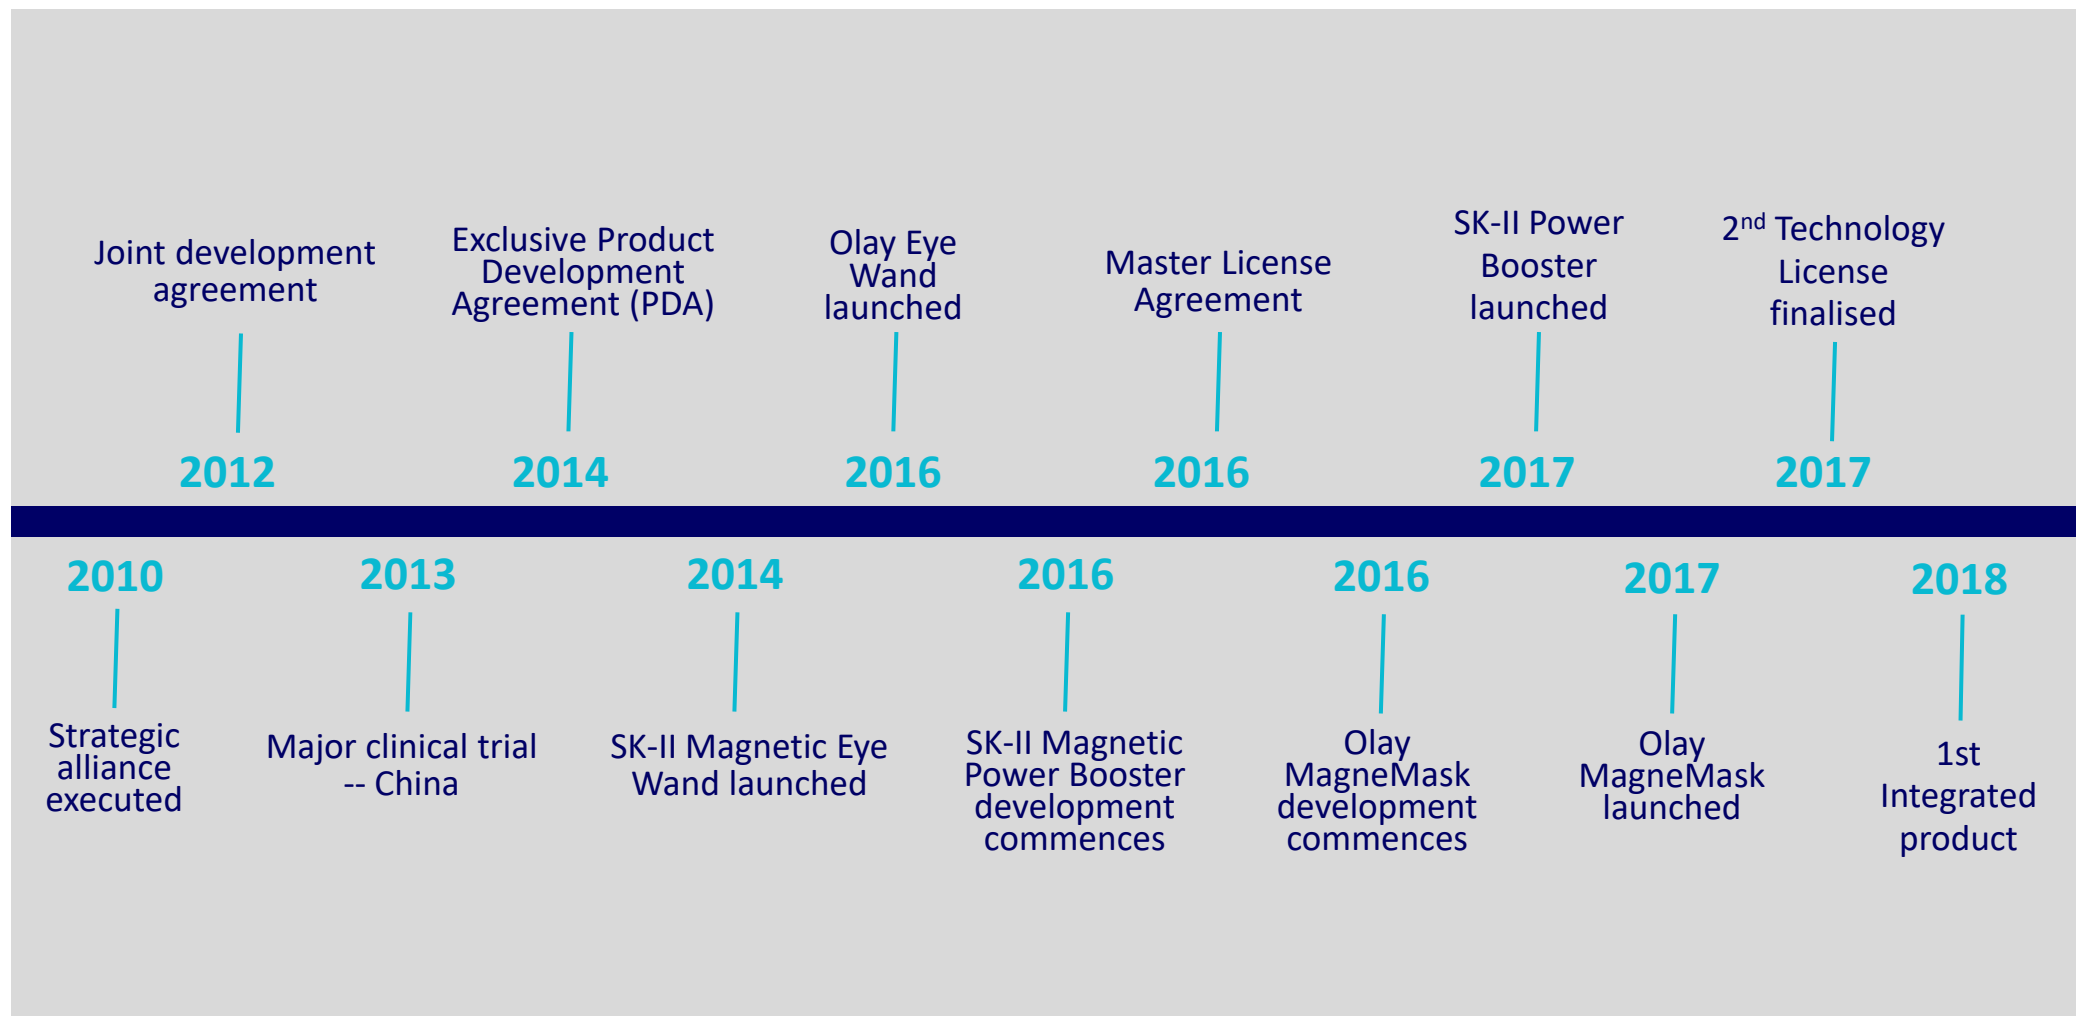 Joint development
agreement
2012
Exclusive Product
Development
Agreement (PDA)
2014
Olay Eye
Wand
launched
2016
Master License
Agreement
2016
SK-II Power
Booster
launched
2017
2nd Technology
License
finalised
2017
2010
Strategic
alliance
executed
2013
Major clinical trial
-- China
2014
SK-II Magnetic Eye
Wand launched
2016
SK-II Magnetic
Power Booster
development
commences
2016
Olay
MagneMask
development
commences
2017
Olay
MagneMask
launched
2018
1st
Integrated
product